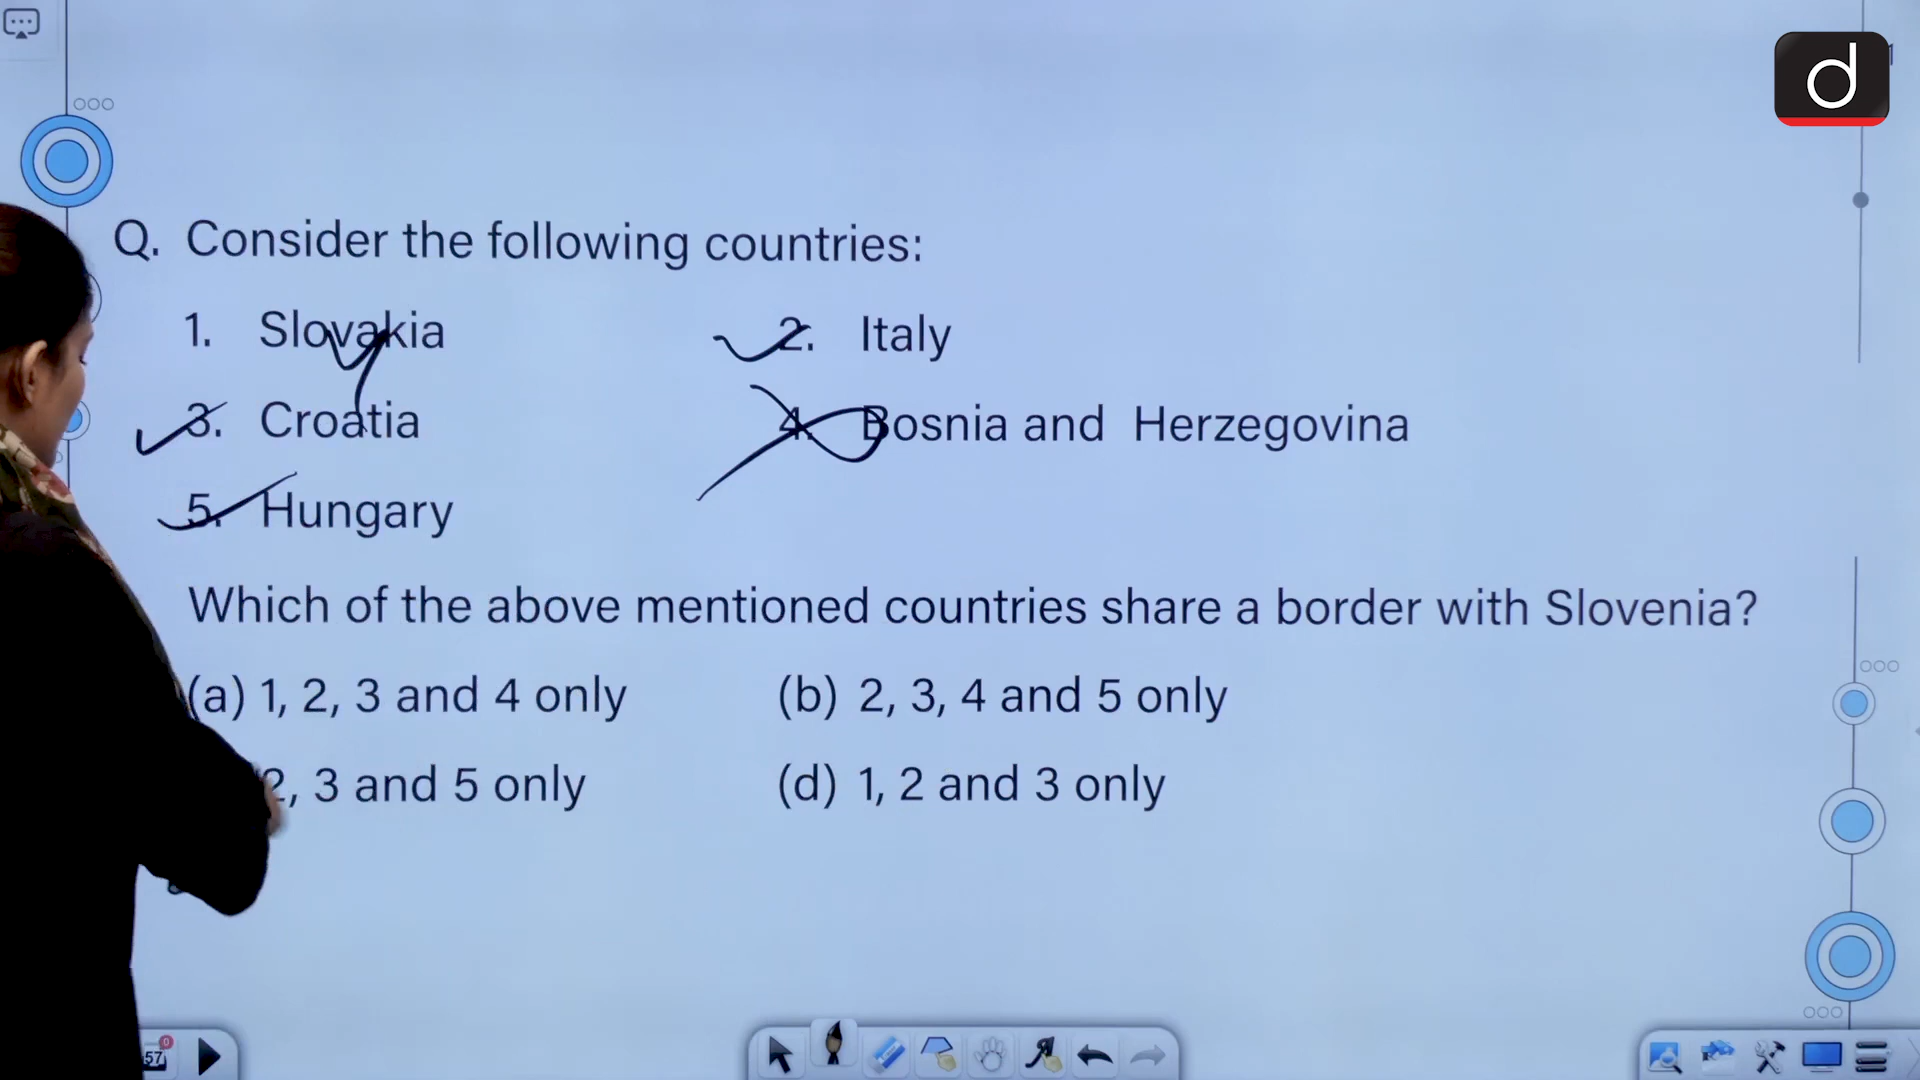 Q. Consider the following countries:
1. Slovakia 2. Italy
3. Croatia 4. Bosnia and Herzegovina
5. Hungary
Which of the above mentioned countries share a border with Slovenia?
(a) 1, 2, 3 and 4 only (b) 2, 3, 4 and 5 only
2, 3 and 5 only (d) 1, 2 and 3 only
d
57
0